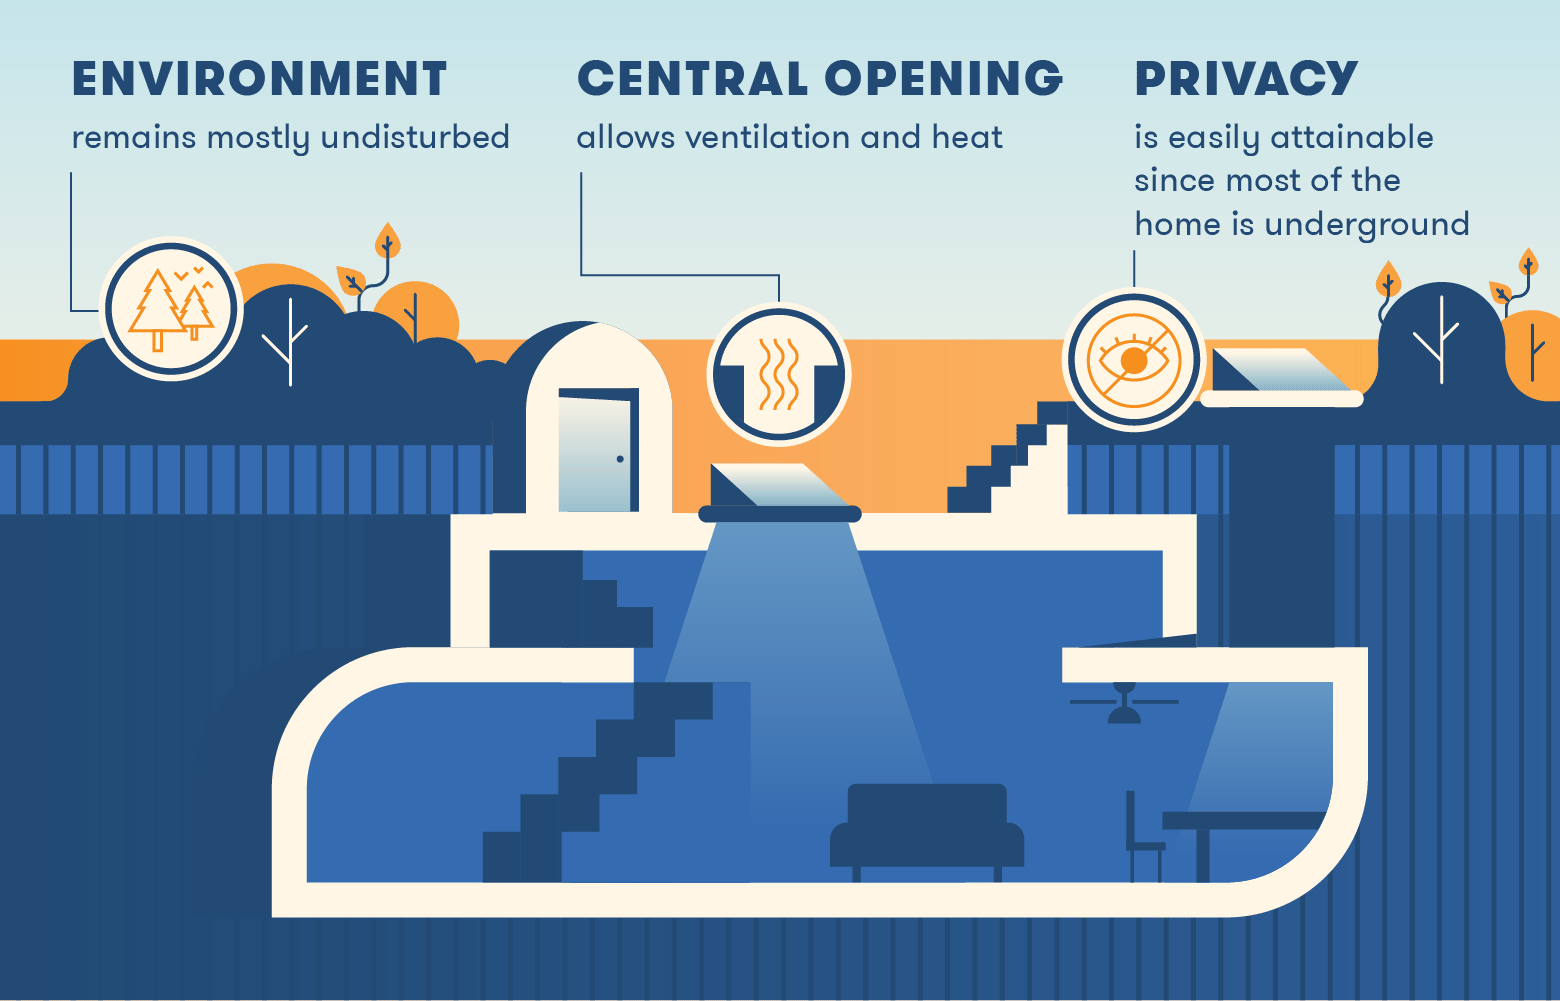 ENVIRONMENT
remains mostly undisturbed
CENTRAL OPENING
allows ventilation and heat
PRIVACY
is easily attainable
since most of the
home is underground